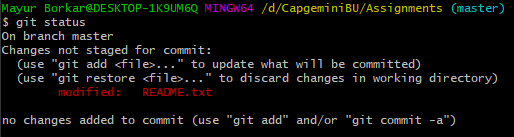 Mayur Borkar@DESKTOP-1K9UM6Q MINGW64 /d/CapgeminiBU/Assignments (master)
$ git status
On branch master
Changes not staged for commit:
  (use "git add <file>..." to update what will be committed)
  (use "git restore <file>..." to discard changes in working directory)
        modified:   README.txt

no changes added to commit (use "git add" and/or "git commit -a")